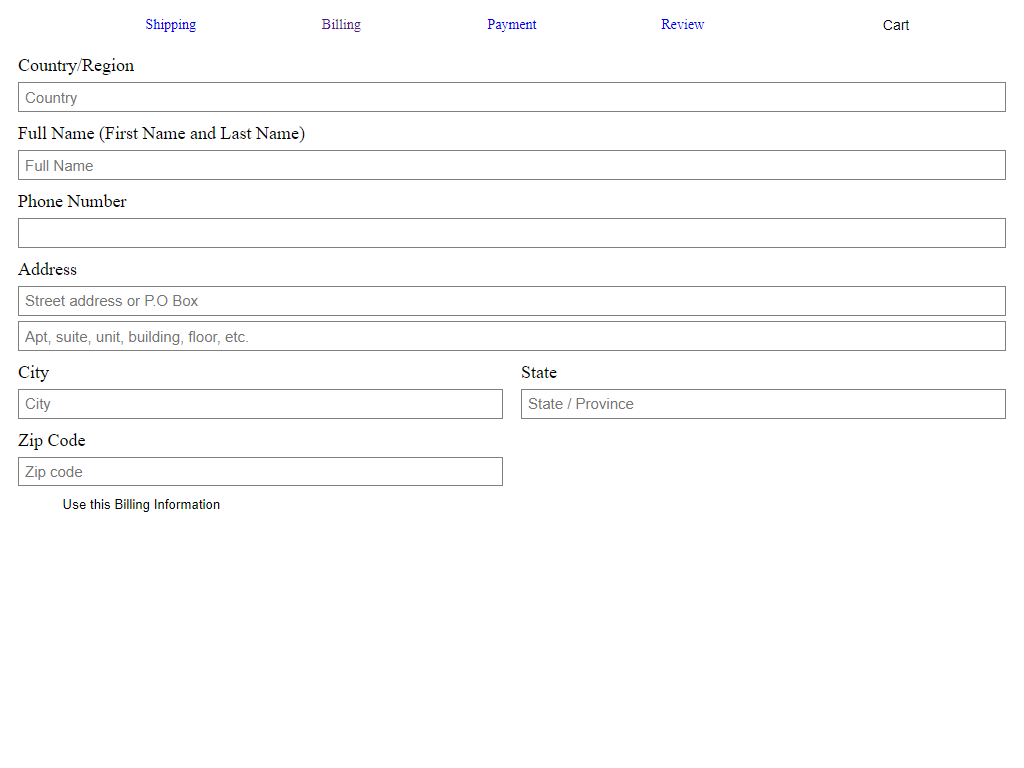 Shipping Billing Payment Review Cart
Country/Region
Country
Full Name (First Name and Last Name)
Full Name
Phone Number
Address
Street address or P.O Box
Apt, suite, unit, building, floor, etc.
City State
City State / Province
Zip Code
Zip code
Use this Billing Information